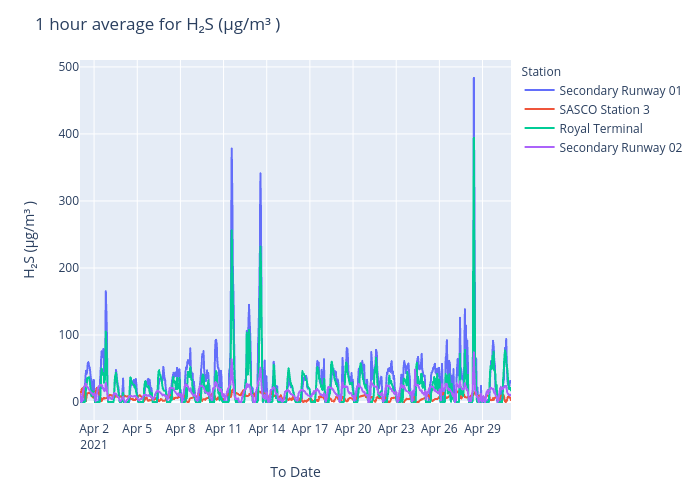 1 hour average for H₂S (µg/m³ )
Station
Secondary Runway 01
SASCO Station 3
Royal Terminal
Secondary Runway 02
H₂S (µg/m³ )
500
400
300
200
100
0
Apr 2 Apr 5 Apr 8 Apr 11 Apr 14 Apr 17 Apr 20 Apr 23 Apr 26 Apr 29
2021
To Date